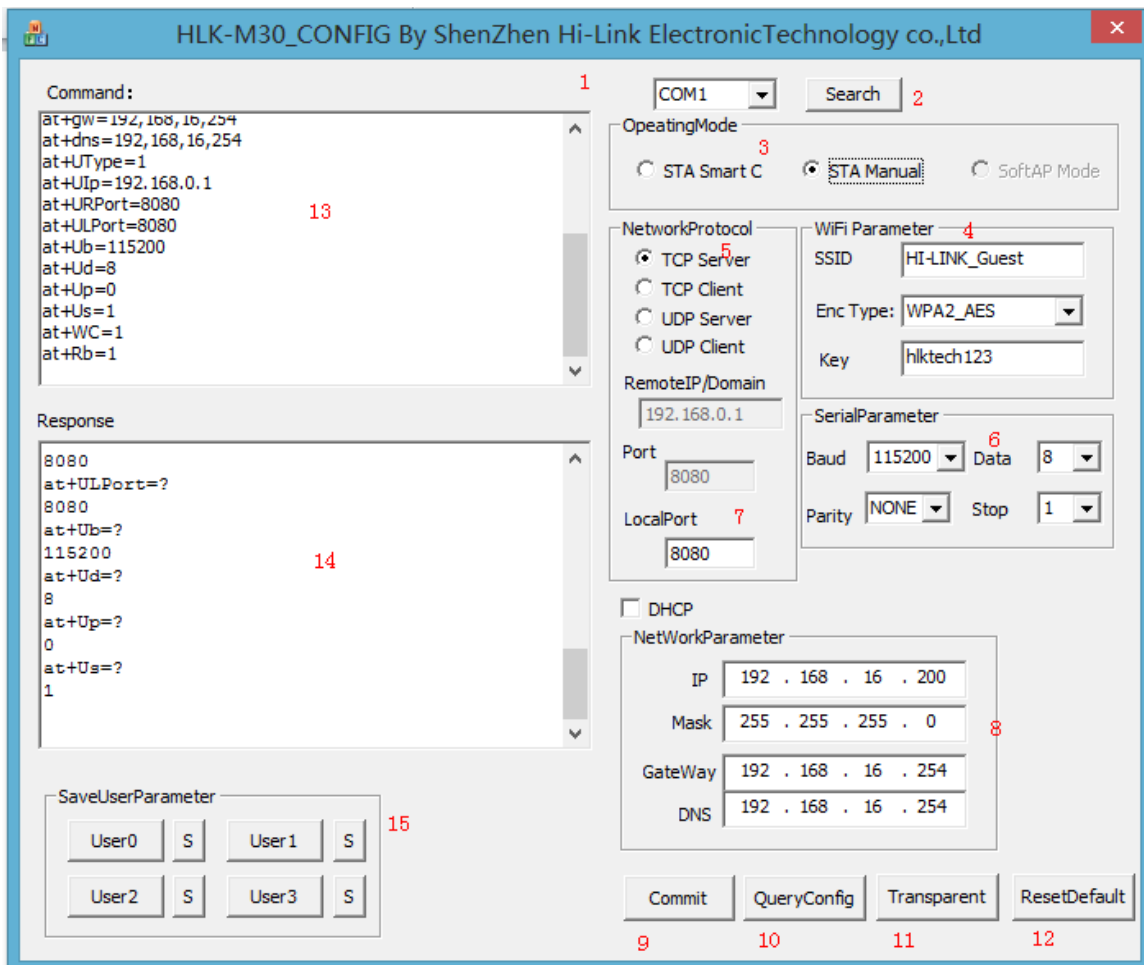 HLK-M30_CONFIG By ShenZhen Hi-Link ElectronicTechnology co.,Ltd
Command:
at+gw=192,168,16,254
at+dns=192,168,16,254
at+UType=1
at+UIp=192.168.0.1
at+URPort=8080
at+ULPort=8080
at+Ub=115200
at+Ud=8
at+Up=0
at+Us=1
at+WC=1
at+Rb=1
13
Response
8080
at+ULPort=?
8080
at+Ub=?
115200
at+Ud=?
8
at+Up=?
0
at+Us=?
1
14
SaveUserParameter
User0 S User1 S
User2 S User3 S
15
1 COM1 Search 2
OpeatingMode
3
STA Smart C STA Manual SoftAP Mode
NetworkProtocol
5
TCP Server
TCP Client
UDP Server
UDP Client
RemoteIP/Domain
192.168.0.1
Port
8080
LocalPort 7
8080
WiFi Parameter 4
SSID HI-LINK_Guest
Enc Type: WPA2_AES
Key hlktech123
SerialParameter
6
Baud 115200 Data 8
Parity NONE Stop 1
DHCP
NetWorkParameter
IP 192 . 168 . 16 . 200
Mask 255 . 255 . 255 . 0
8
GateWay 192 . 168 . 16 . 254
DNS 192 . 168 . 16 . 254
Commit QueryConfig Transparent ResetDefault
9 10 11 12